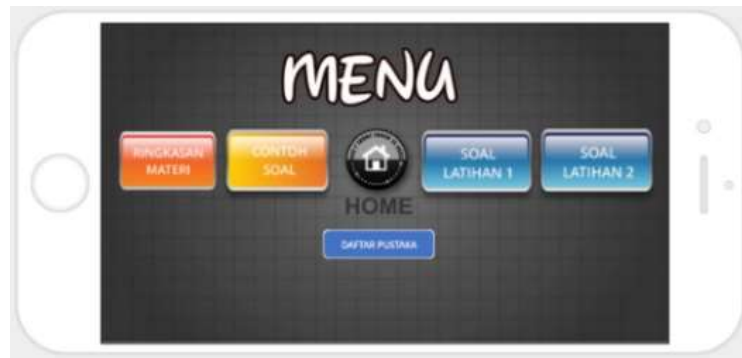 MENU
RINGKASAN
MATERI
CONTOH
SOAL
HOME
SOAL
LATIHAN 1
SOAL
LATIHAN 2
DAFTAR PUSTAKA